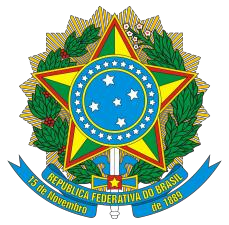 REPÚBLICA FEDERATIVA DO BRASIL
15 de Novembro
de 1889